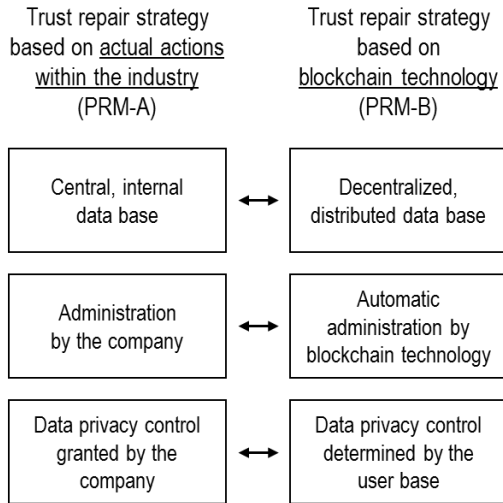 Trust repair strategy
based on actual actions
within the industry
(PRM-A)
Trust repair strategy
based on
blockchain technology
(PRM-B)
Central, internal
data base
Decentralized,
distributed data base
Administration
by the company
Automatic
administration by
blockchain technology
Data privacy control
granted by the
company
Data privacy control
determined by the
user base